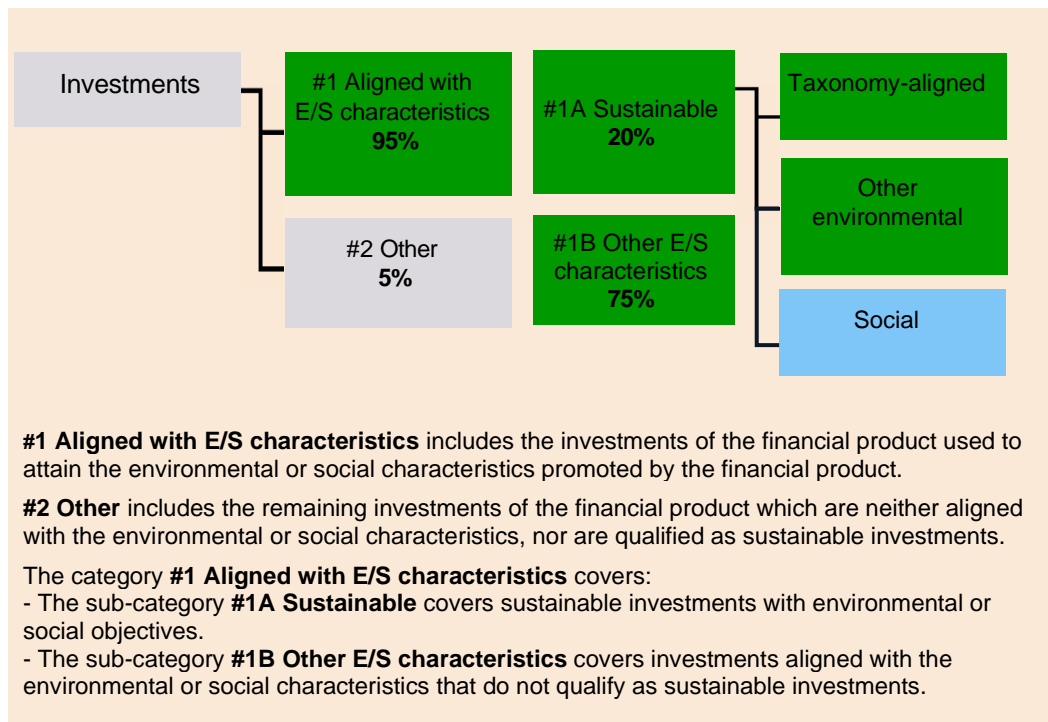 Investments
#1 Aligned with
E/S characteristics
95%
#2 Other
5%
#1A Sustainable
20%
#1B Other E/S
characteristics
75%
Taxonomy-aligned
Other
environmental
Social
#1 Aligned with E/S characteristics includes the investments of the financial product used to
attain the environmental or social characteristics promoted by the financial product.
#2 Other includes the remaining investments of the financial product which are neither aligned
with the environmental or social characteristics, nor are qualified as sustainable investments.
The category #1 Aligned with E/S characteristics covers:
- The sub-category #1A Sustainable covers sustainable investments with environmental or
social objectives.
- The sub-category #1B Other E/S characteristics covers investments aligned with the
environmental or social characteristics that do not qualify as sustainable investments.